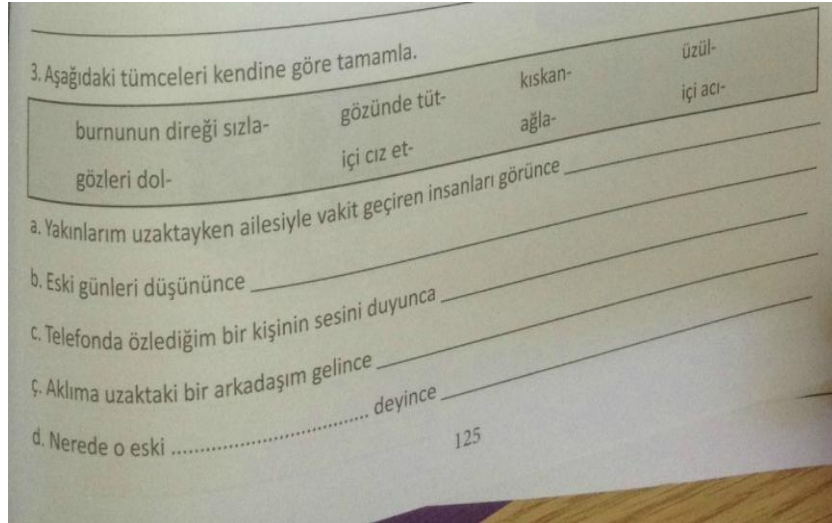 3. Aşağıdaki tümceleri kendine göre tamamla.
burnunun direği sızla- gözünde tüt- kıskan- üzül-
gözleri dol- içi cız et- ağla- içi acı-
a. Yakınlarım uzaktayken ailesiyle vakit geçiren insanları görünce
b. Eski günleri düşününce
c. Telefonda özlediğim bir kişinin sesini duyunca
ç. Aklıma uzaktaki bir arkadaşım gelince
d. Nerede o eski .................................... deyince
125